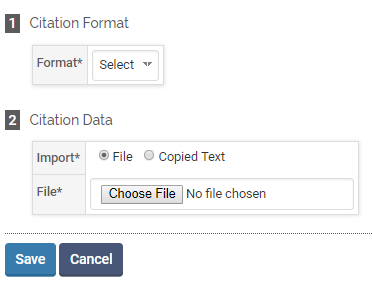 1 Citation Format
Format* Select
2 Citation Data
Import* File Copied Text
File* Choose File No file chosen
Save Cancel